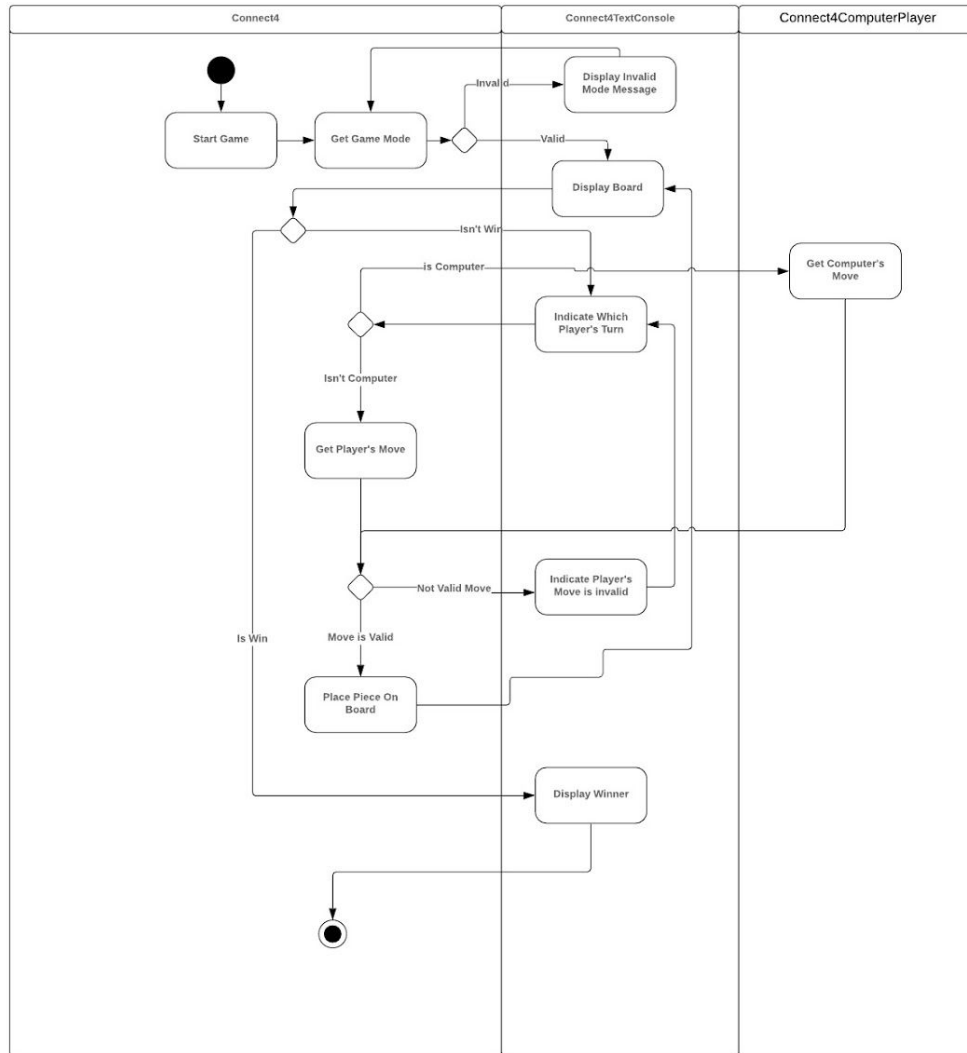 Connect4
Connect4TextConsole
Connect4ComputerPlayer
Display Invalid
Mode Message
Invalid
Start Game
Get Game Mode
Valid
Display Board
Isn't Win
is Computer
Get Computer's
Move
Indicate Which
Player's Turn
Isn't Computer
Get Player's Move
Not Valid Move
Indicate Player's
Move is invalid
Is Win
Move is Valid
Place Piece On
Board
Display Winner